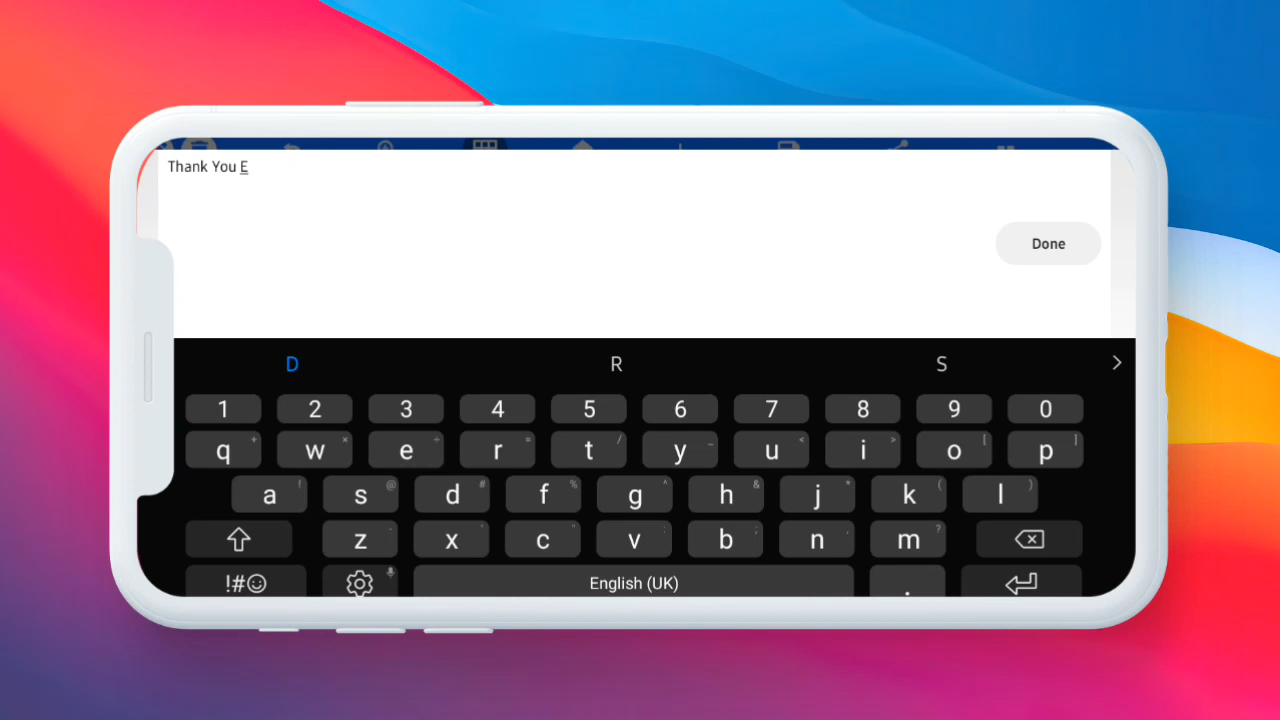 Thank You E
Done
D R S
1 2 3 4 5 6 7 8 9 0
q + w × e ÷ r = t / y _ u < i > o [ p ]
a ! s @ d # f % g ^ h & j * k ( l )
z x c v b n m ?
!#☺ English (UK) .